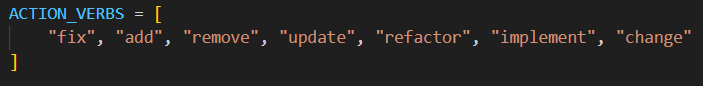 ACTION_VERBS = [
    "fix", "add", "remove", "update", "refactor", "implement", "change"
]